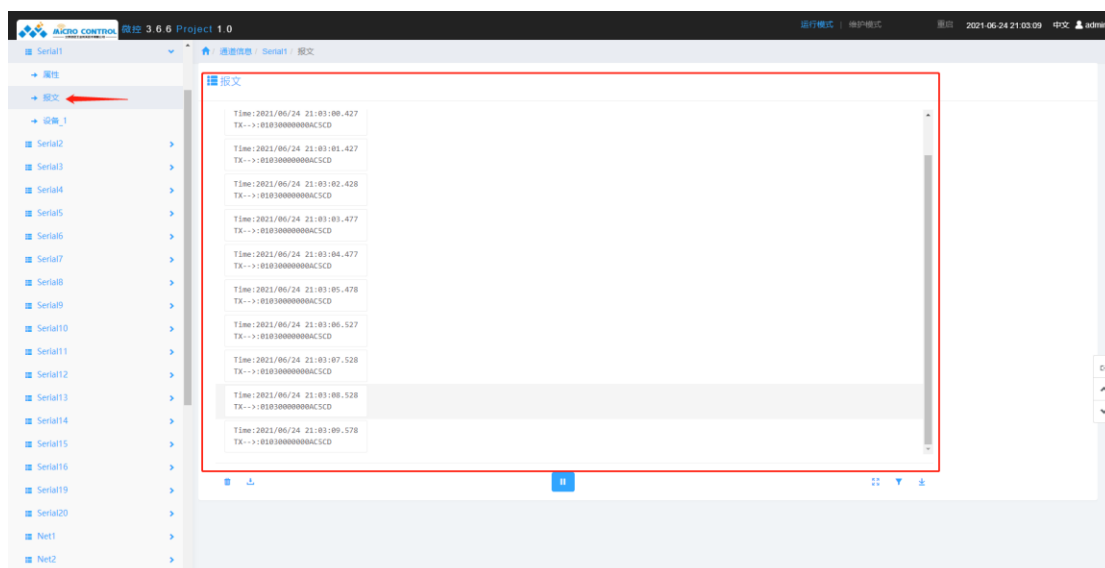 MiCRO CONTROL 微控 3.6.6 Project 1.0
运行模式 | 维护模式 重启 2021-06-24 21:03:09 中文 admin
Serial1
属性
报文
设备_1
Serial2
Serial3
Serial4
Serial5
Serial6
Serial7
Serial8
Serial9
Serial10
Serial11
Serial12
Serial13
Serial14
Serial15
Serial16
Serial19
Serial20
Net1
Net2
/ 通道信息 / Serial1 / 报文
报文
Time:2021/06/24 21:03:00.427
TX-->:01030000000AC5CD
Time:2021/06/24 21:03:01.427
TX-->:01030000000AC5CD
Time:2021/06/24 21:03:02.428
TX-->:01030000000AC5CD
Time:2021/06/24 21:03:03.477
TX-->:01030000000AC5CD
Time:2021/06/24 21:03:04.477
TX-->:01030000000AC5CD
Time:2021/06/24 21:03:05.478
TX-->:01030000000AC5CD
Time:2021/06/24 21:03:06.527
TX-->:01030000000AC5CD
Time:2021/06/24 21:03:07.528
TX-->:01030000000AC5CD
Time:2021/06/24 21:03:08.528
TX-->:01030000000AC5CD
Time:2021/06/24 21:03:09.578
TX-->:01030000000AC5CD